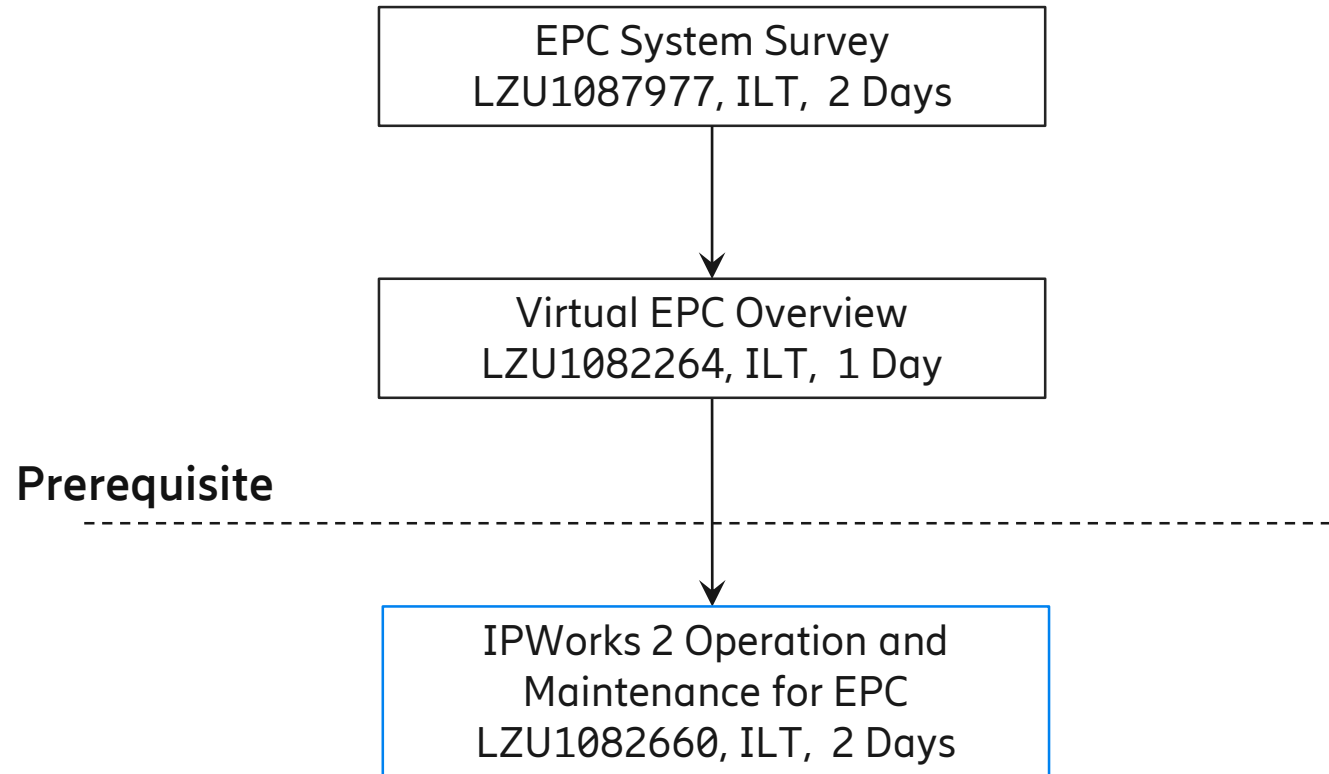 EPC System Survey
LZU1087977, ILT,  2 Days
Virtual EPC Overview
LZU1082264, ILT,  1 Day
Prerequisite
IPWorks 2 Operation and
Maintenance for EPC
LZU1082660, ILT,  2 Days